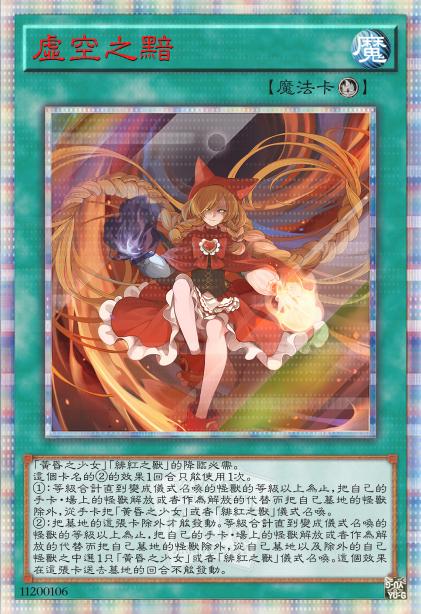 虛空之黯
魔
【魔法卡】
「黃昏之少女」「緋紅之獸」的降臨必需。
這個卡名的②的效果1回合只能使用1次。
①:等級合計直到變成儀式召喚的怪獸的等級以上為止，把自己的
手卡・場上的怪獸解放或者作為解放的代替而把自己墓地的怪獸
除外，從手卡把「黃昏之少女」或者「緋紅之獸」儀式召喚。
②:把墓地的這張卡除外才能發動。等級合計直到變成儀式召喚的
怪獸的等級以上為止，把自己的手卡・場上的怪獸解放或者作為解
放的代替而把自己墓地的怪獸除外，從自己墓地以及除外的自己
怪獸之中選1只「黃昏之少女」或者「緋紅之獸」儀式召喚。這個效果
在這張卡送去墓地的回合不能發動。
11200106